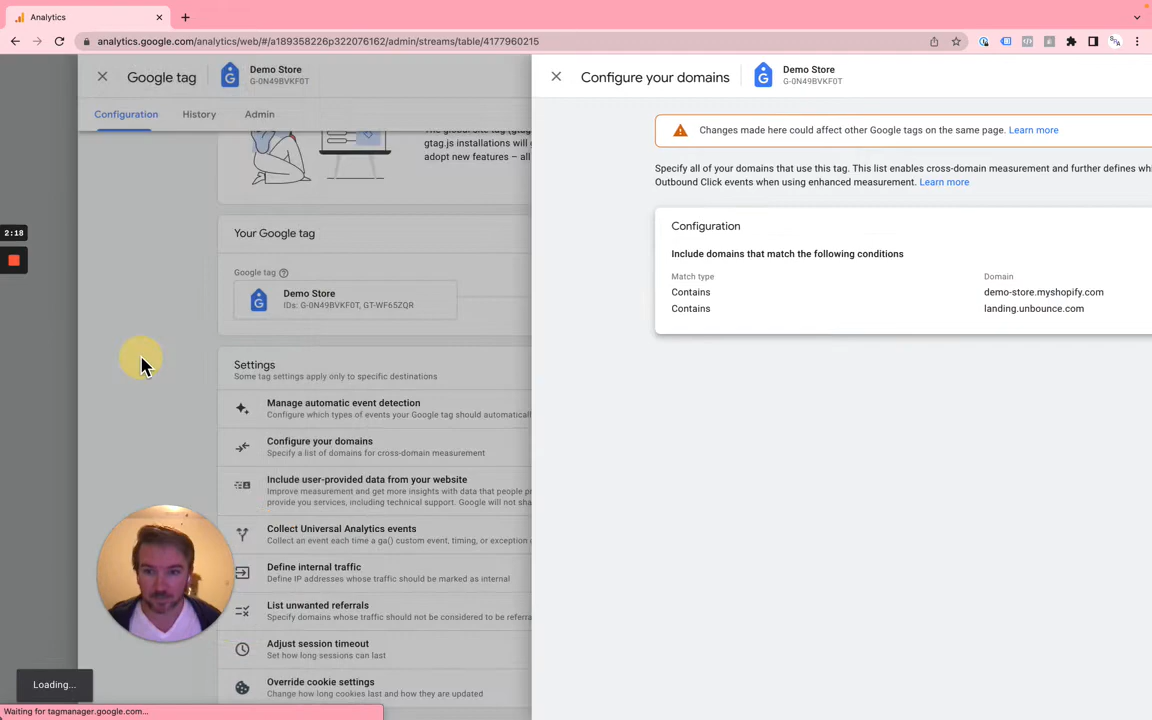 Analytics
analytics.google.com/analytics/web/#/a189358226p322076162/admin/streams/table/4177960215
Google tag
Demo Store
G-0N49BVKF0T
Configuration
History
Admin
The global site tag (gtag
gtag.js installations will g
adopt new features – all
Your Google tag
Google tag
Demo Store
IDs: G-0N49BVKF0T, GT-WF65ZQR
Settings
Some tag settings apply only to specific destinations
Manage automatic event detection
Configure which types of events your Google tag should automaticall
Configure your domains
Specify a list of domains for cross-domain measurement
Include user-provided data from your website
Improve measurement and get more insights with data that people pr
provide you services, including technical support. Google will not sha
Collect Universal Analytics events
Collect an event each time a ga() custom event, timing, or exception
Define internal traffic
Define IP addresses whose traffic should be marked as internal
List unwanted referrals
Specify domains whose traffic should not be considered to be referra
Adjust session timeout
Set how long sessions can last
Override cookie settings
Change how long cookies last and how they are updated
Configure your domains
Demo Store
G-0N49BVKF0T
Changes made here could affect other Google tags on the same page. Learn more
Specify all of your domains that use this tag. This list enables cross-domain measurement and further defines whi
Outbound Click events when using enhanced measurement. Learn more
Configuration
Include domains that match the following conditions
Match type Domain
Contains demo-store.myshopify.com
Contains landing.unbounce.com
2:18
Loading...
Waiting for tagmanager.google.com...